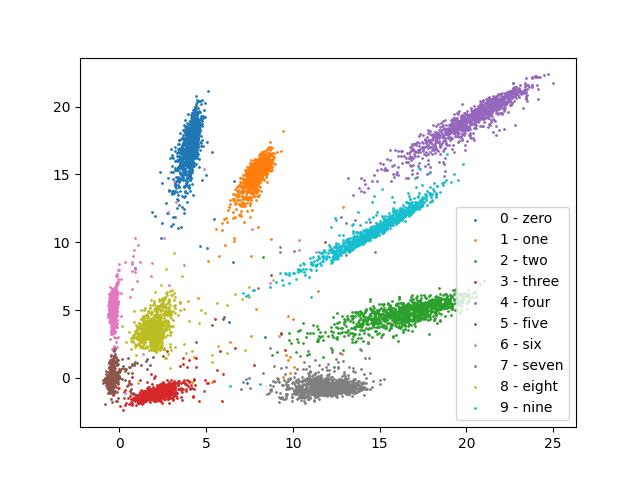 20
15
10
5
0
0 5 10 15 20 25
0 - zero
1 - one
2 - two
3 - three
4 - four
5 - five
6 - six
7 - seven
8 - eight
9 - nine